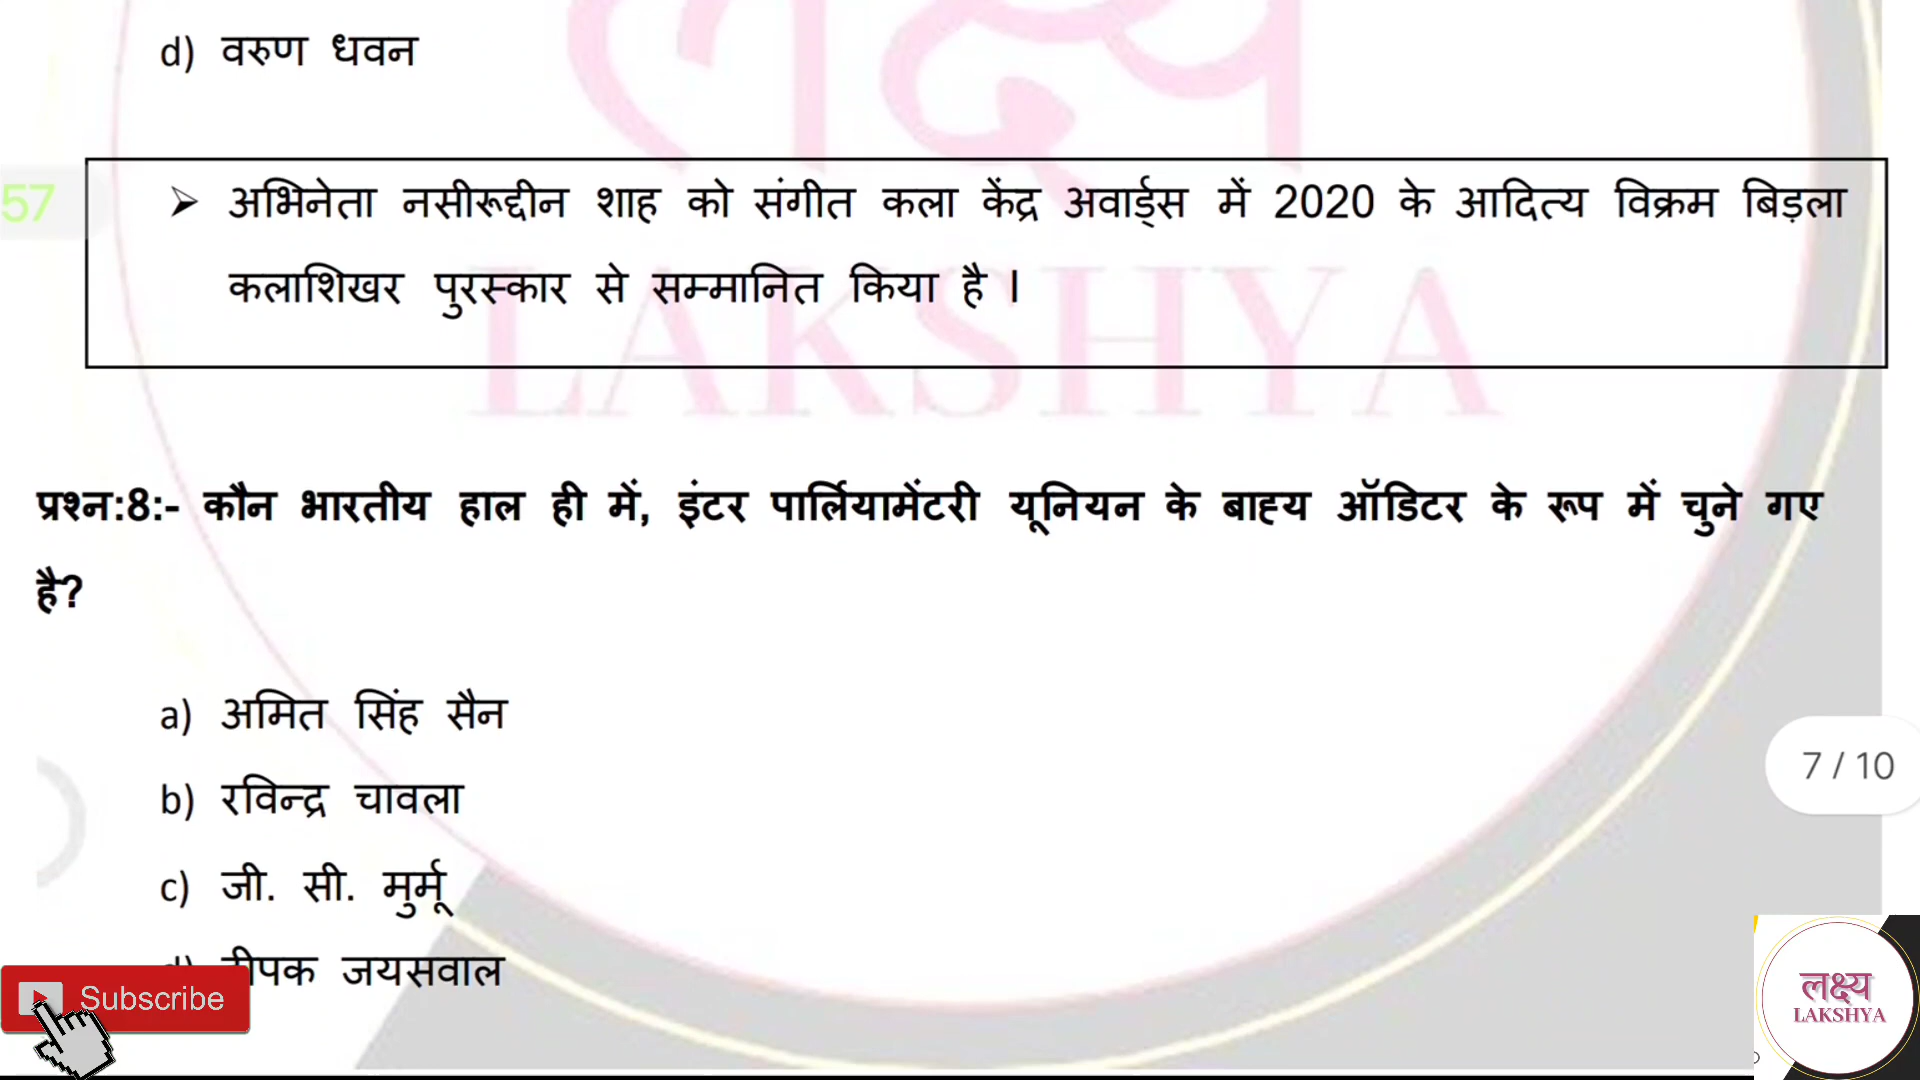 d) वरुण धवन
57
➢ अभिनेता नसीरूद्दीन शाह को संगीत कला केंद्र अवार्ड्स में 2020 के आदित्य विक्रम बिड़ला
कलाशिखर पुरस्कार से सम्मानित किया है ।
LAKSHYA
प्रश्न:8:- कौन भारतीय हाल ही में, इंटर पार्लियामेंटरी यूनियन के बाह्य ऑडिटर के रूप में चुने गए
है?
a) अमित सिंह सैन
b) रविन्द्र चावला
7 / 10
c) जी. सी. मुर्मू
जयसवाल
Subscribe
लक्ष्य
LAKSHYA